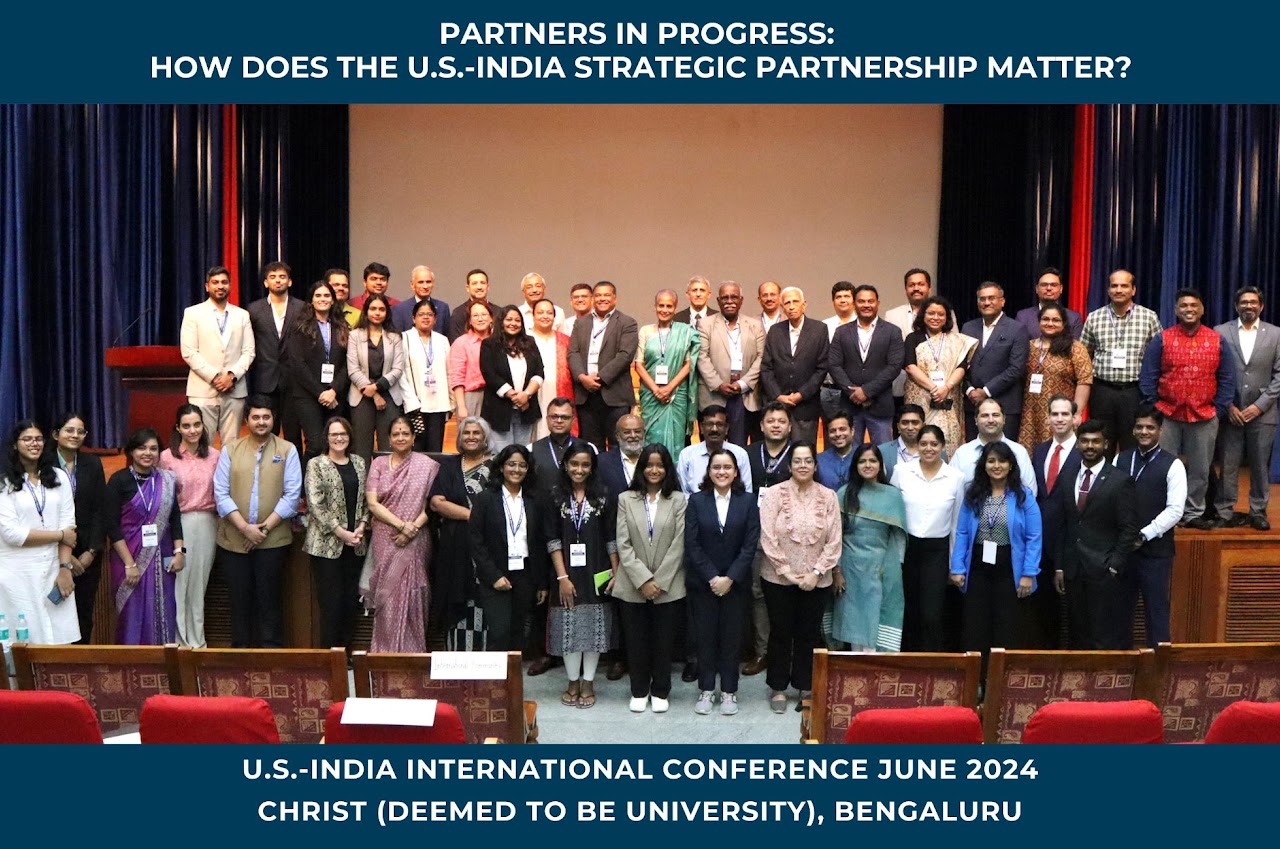 PARTNERS IN PROGRESS:
HOW DOES THE U.S.-INDIA STRATEGIC PARTNERSHIP MATTER?
U.S.-INDIA INTERNATIONAL CONFERENCE JUNE 2024
CHRIST (DEEMED TO BE UNIVERSITY), BENGALURU